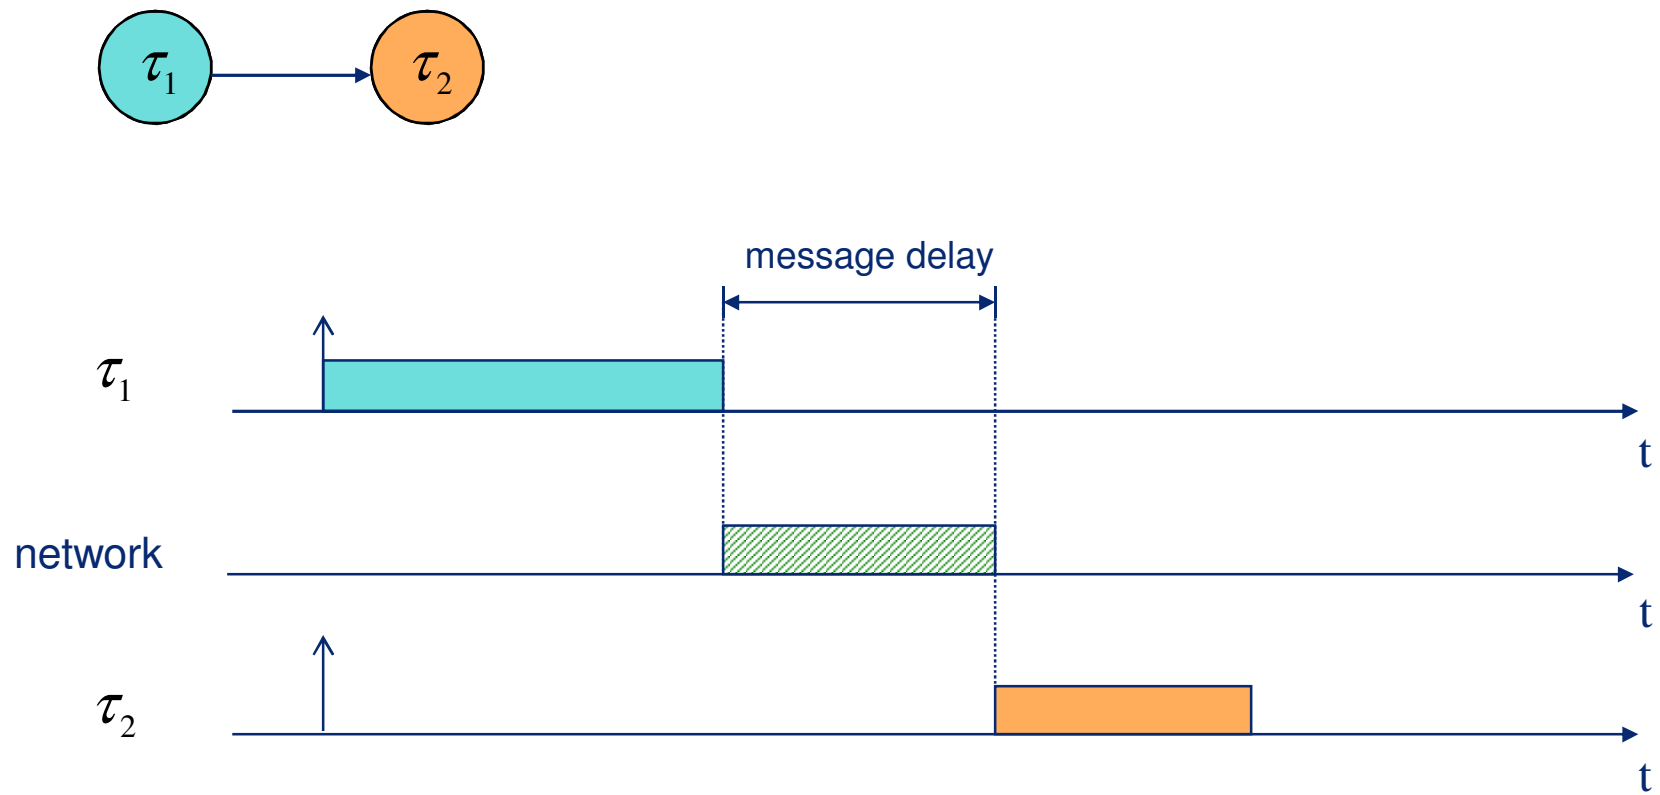 τ₁ τ₂
message delay
τ₁
t
network
t
τ₂
t